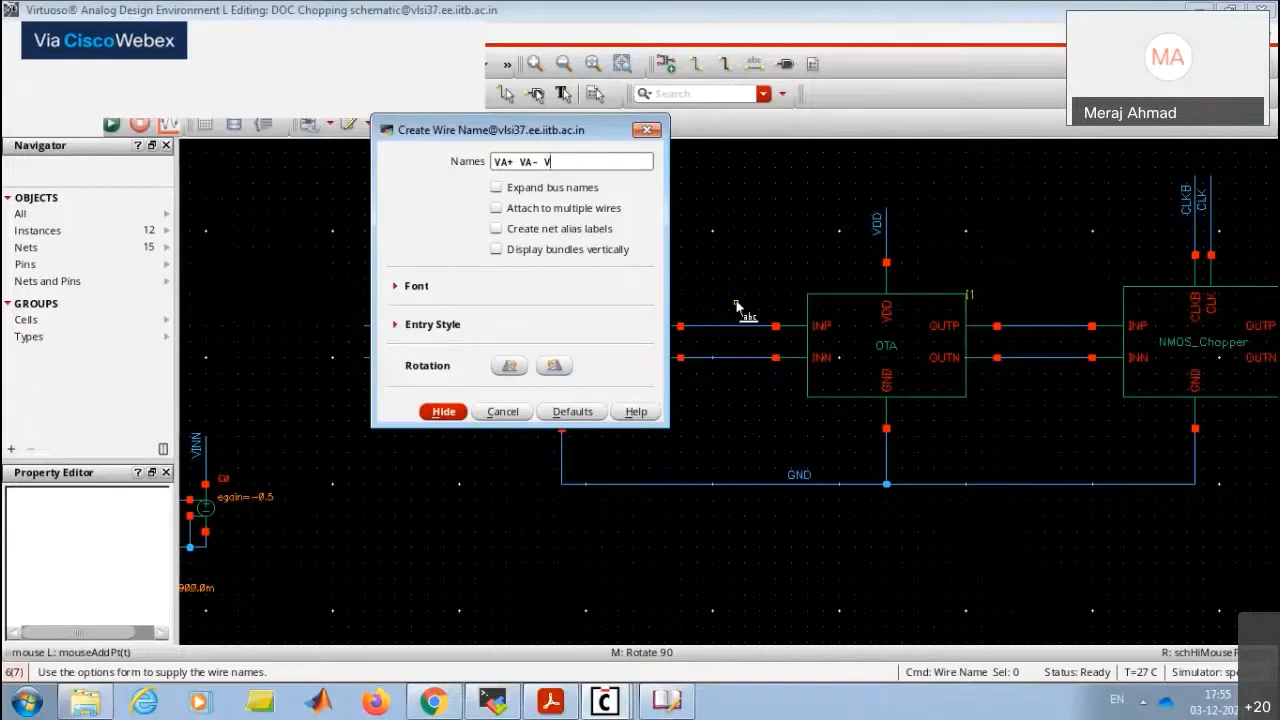 Virtuoso® Analog Design Environment L Editing: DOC Chopping schematic@vlsi37.ee.iitb.ac.in
Via Cisco Webex
MA
Meraj Ahmad
»
abc
T
Search
Navigator
?
OBJECTS
All
Instances 12
Nets 15
Pins
Nets and Pins
GROUPS
Cells
Types
Property Editor
?
Create Wire Name@vlsi37.ee.iitb.ac.in
Names VA+ VA- V
Expand bus names
Attach to multiple wires
Create net alias labels
Display bundles vertically
Font
Entry Style
Rotation
Hide Cancel Defaults Help
abc
VDD
CLKB
CLK
I1
VDD
INP OUTP
OTA
INN OUTN
GND
CLKB
CLK
INP OUTP
NMOS_Chopper
INN OUTN
GND
GND
VINN
E0
egain=-0.5
900.0m
mouse L: mouseAddPt(t) M: Rotate 90 R: schHiMouse
6(7) Use the options form to supply the wire names. Cmd: Wire Name Sel: 0 Status: Ready T=27 C Simulator: spe
EN
17:55
03-12-202
+20